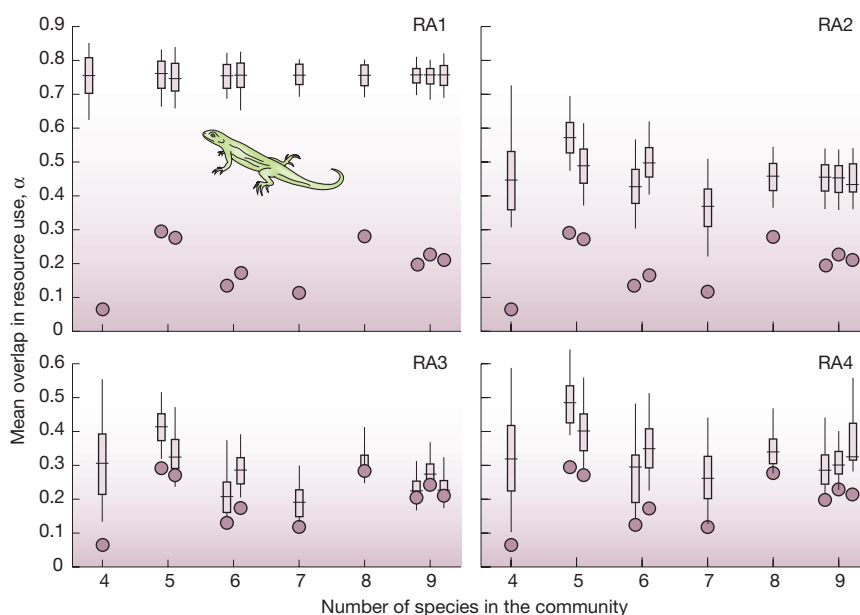 Mean overlap in resource use, α
RA1
0.9
0.8
0.7
0.6
0.5
0.4
0.3
0.2
0.1
0
RA2
RA3
0.6
0.5
0.4
0.3
0.2
0.1
0
4 5 6 7 8 9
RA4
4 5 6 7 8 9
Number of species in the community